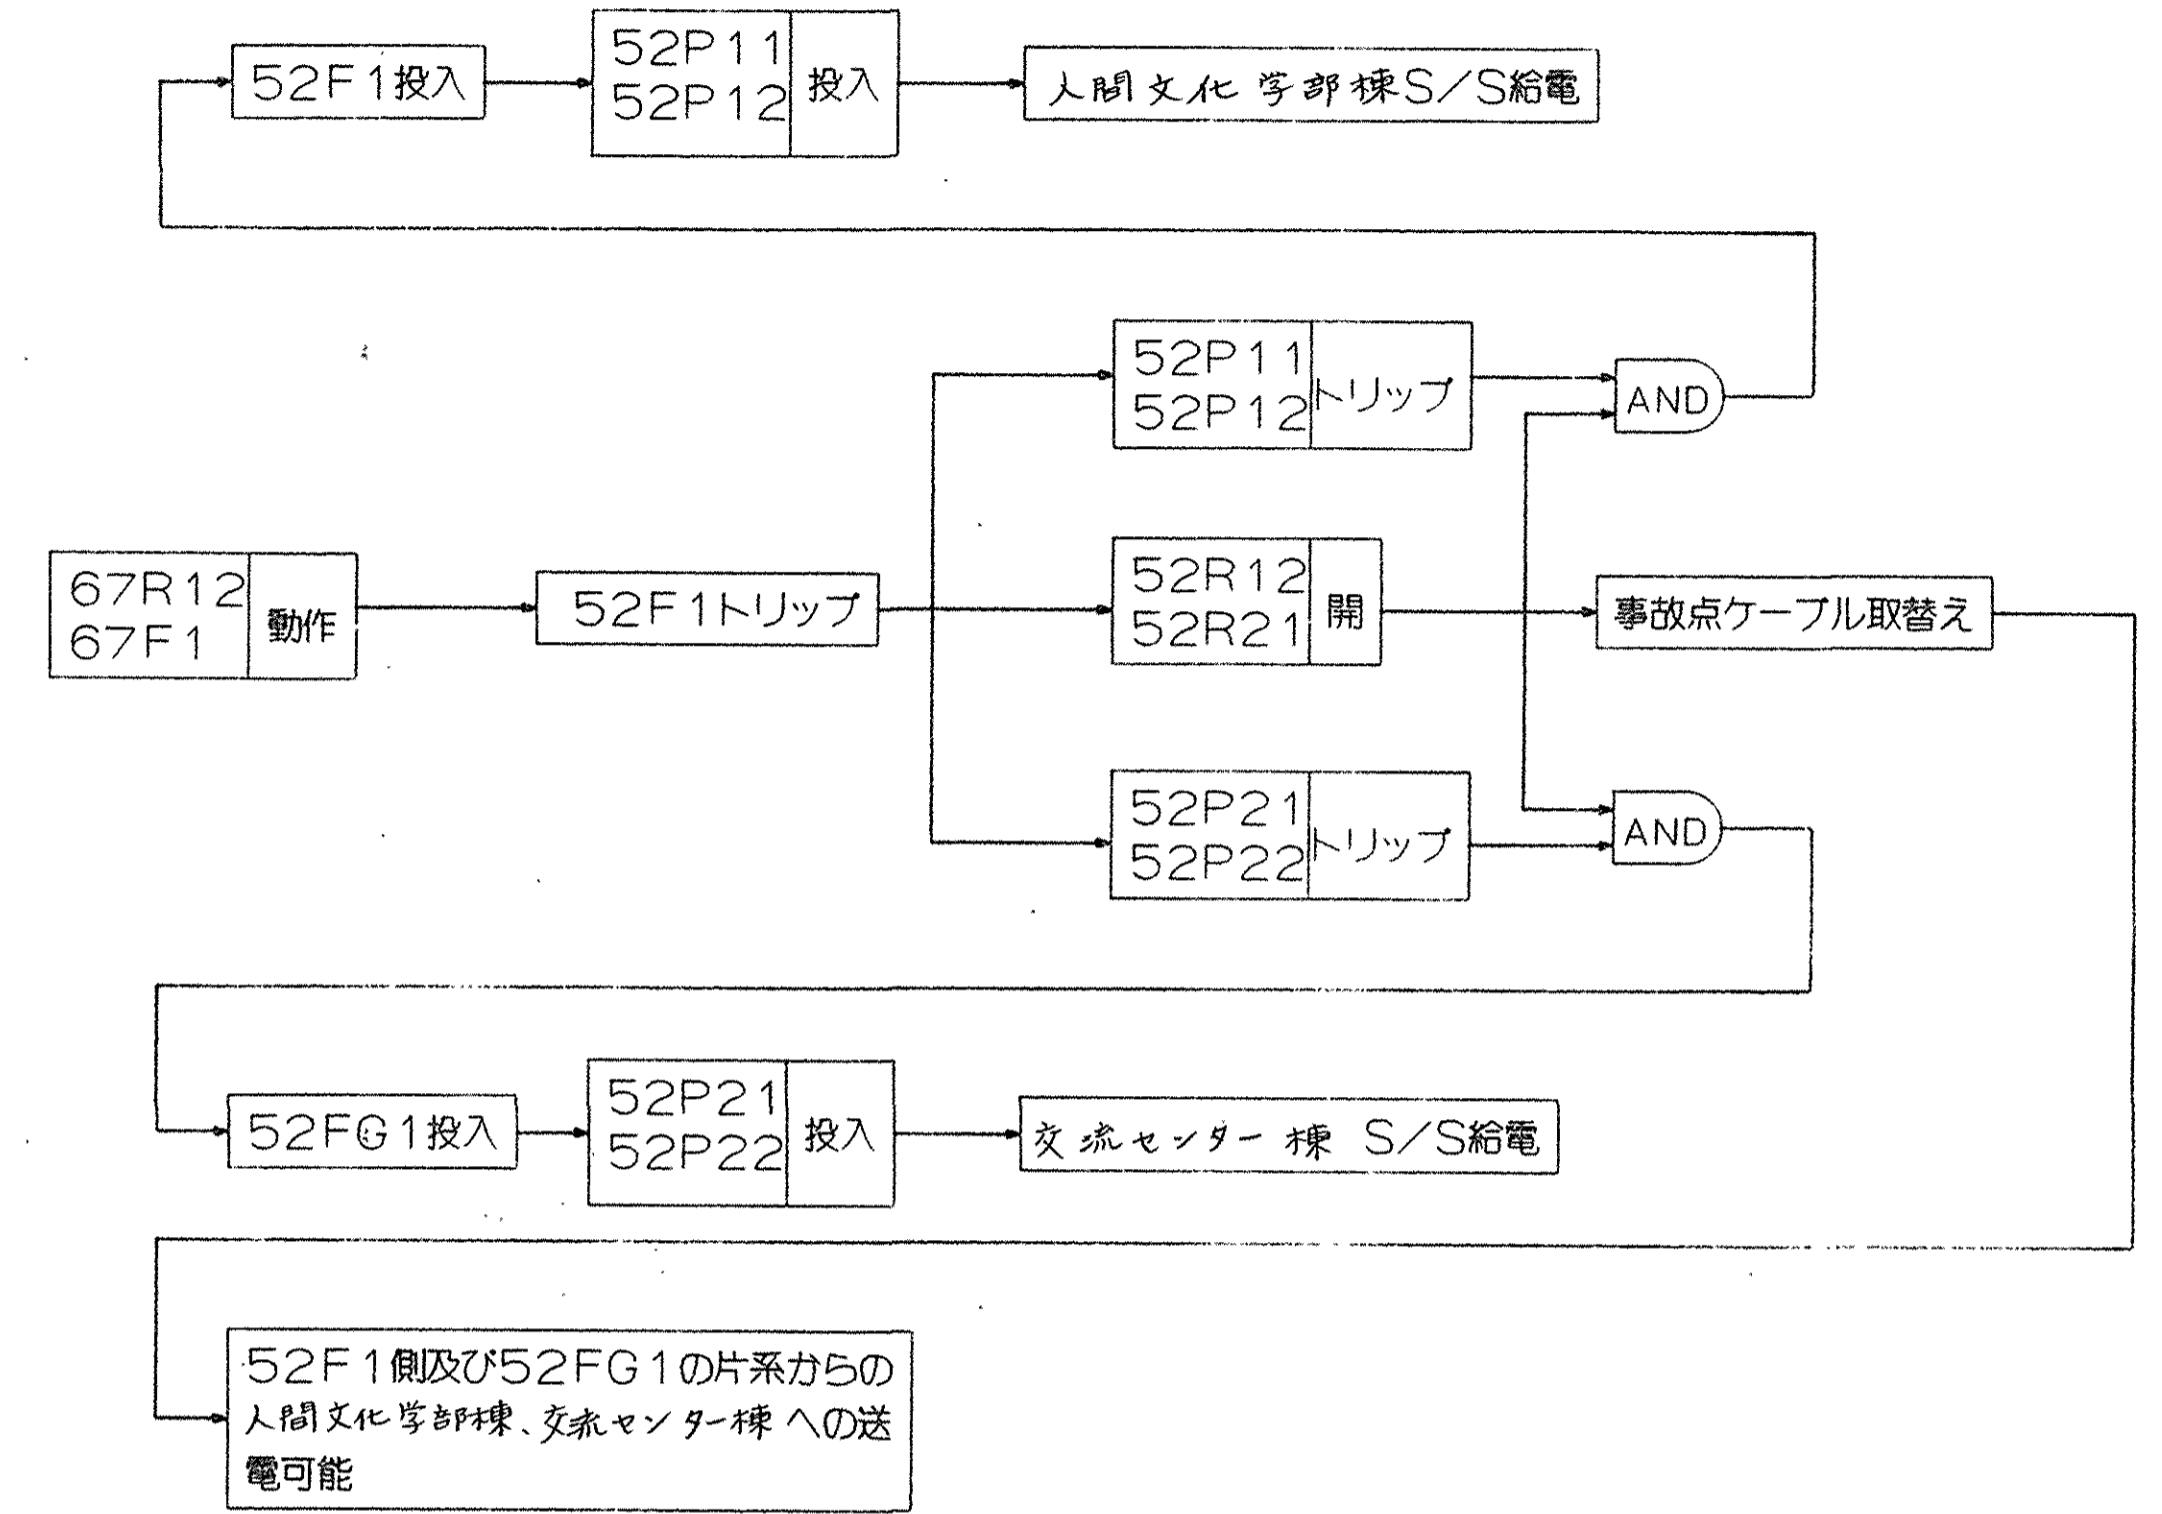 52F1投入
52P11
52P12
投入
人間文化学部棟S/S給電
52P11
52P12
トリップ
AND
67R12
67F1
動作
52F1トリップ
52R12
52R21
開
事故点ケーブル取替え
52P21
52P22
トリップ
AND
52FG1投入
52P21
52P22
投入
交流センター棟 S/S給電
52F1側及び52FG1の片系からの
人間文化学部棟、交流センター棟への送
電可能